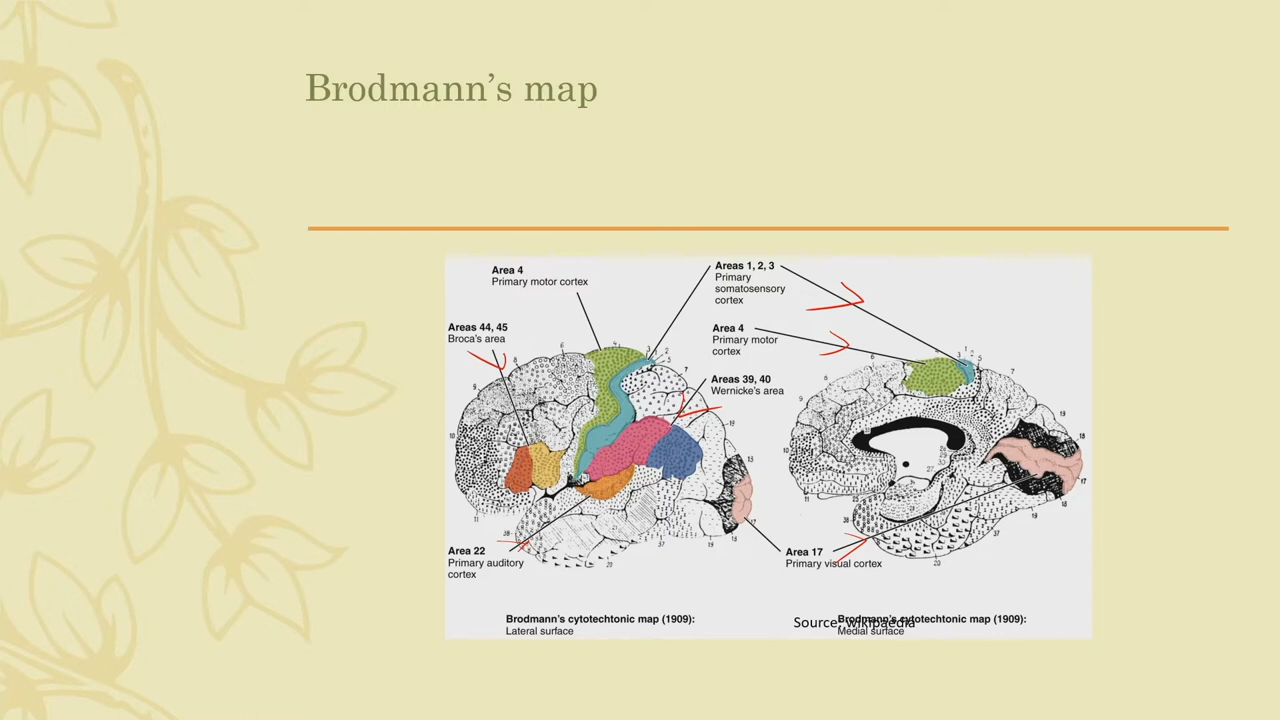 Brodmann's map
Area 4
Primary motor cortex
Areas 1, 2, 3
Primary
somatosensory
cortex
Areas 44, 45
Broca's area
Area 4
Primary motor
cortex
Areas 39, 40
Wernicke's area
Area 22
Primary auditory
cortex
Area 17
Primary visual cortex
Brodmann's cytotechtonic map (1909):
Lateral surface
Source: wikipaedia
Brodmann's cytotechtonic map (1909):
Medial surface